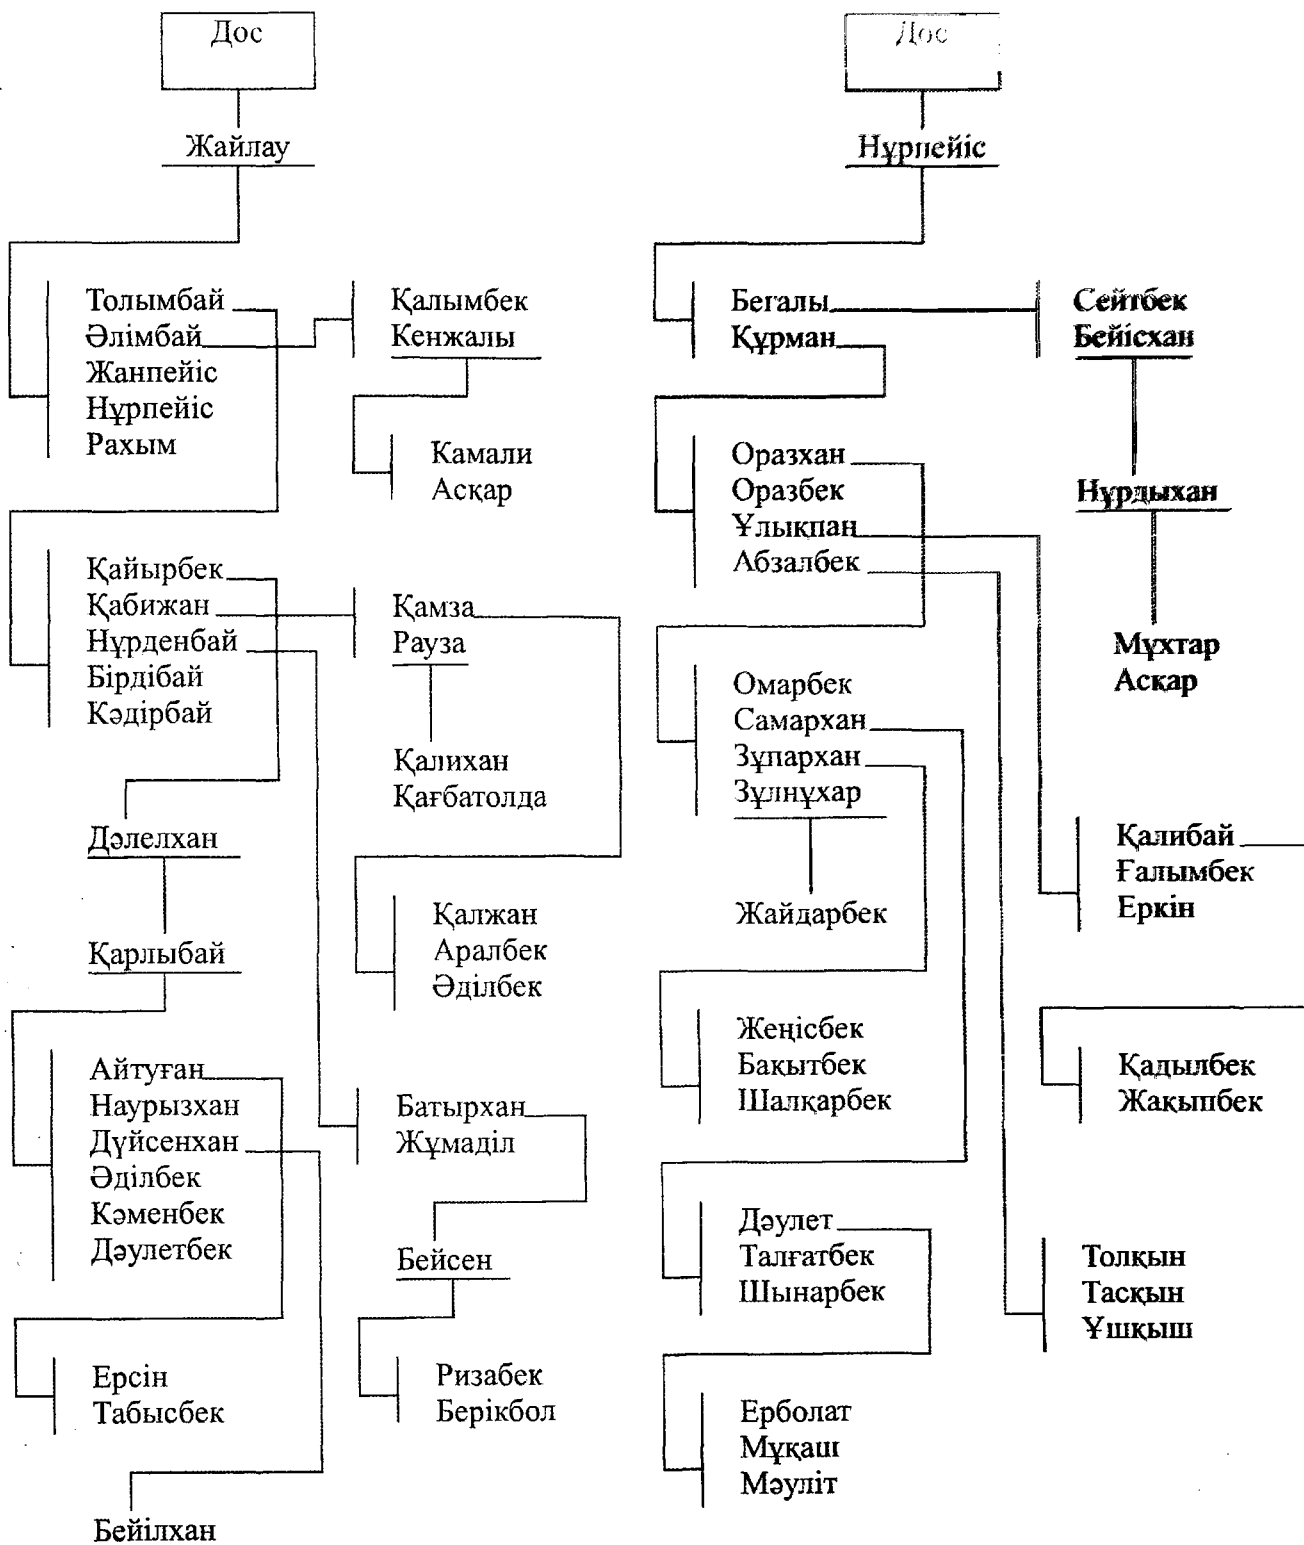 Дос
Жайлау
Толымбай
Әлімбай
Жанпейіс
Нұрпейіс
Рахым
Қалымбек
Кенжалы
Камали
Асқар
Қайырбек
Қабижан
Нұрденбай
Бірдібай
Кәдірбай
Қамза
Рауза
Қалихан
Қағбатолда
Дәлелхан
Қарлыбай
Қалжан
Аралбек
Әділбек
Айтуған
Наурызхан
Дүйсенхан
Әділбек
Кәменбек
Дәулетбек
Батырхан
Жұмаділ
Бейсен
Ерсін
Табысбек
Ризабек
Берікбол
Бейілхан
Дос
Нұрпейіс
Бегалы
Құрман
Сейтбек
Бейісхан
Оразхан
Оразбек
Ұлықпан
Абзалбек
Нұрдыхан
Мұхтар
Асқар
Омарбек
Самархан
Зұпархан
Зұлнұхар
Жайдарбек
Қалибай
Ғалымбек
Еркін
Жеңісбек
Бақытбек
Шалқарбек
Қадылбек
Жақыпбек
Дәулет
Талғатбек
Шынарбек
Толқын
Тасқын
Ұшқыш
Ерболат
Мұқаш
Мәуліт